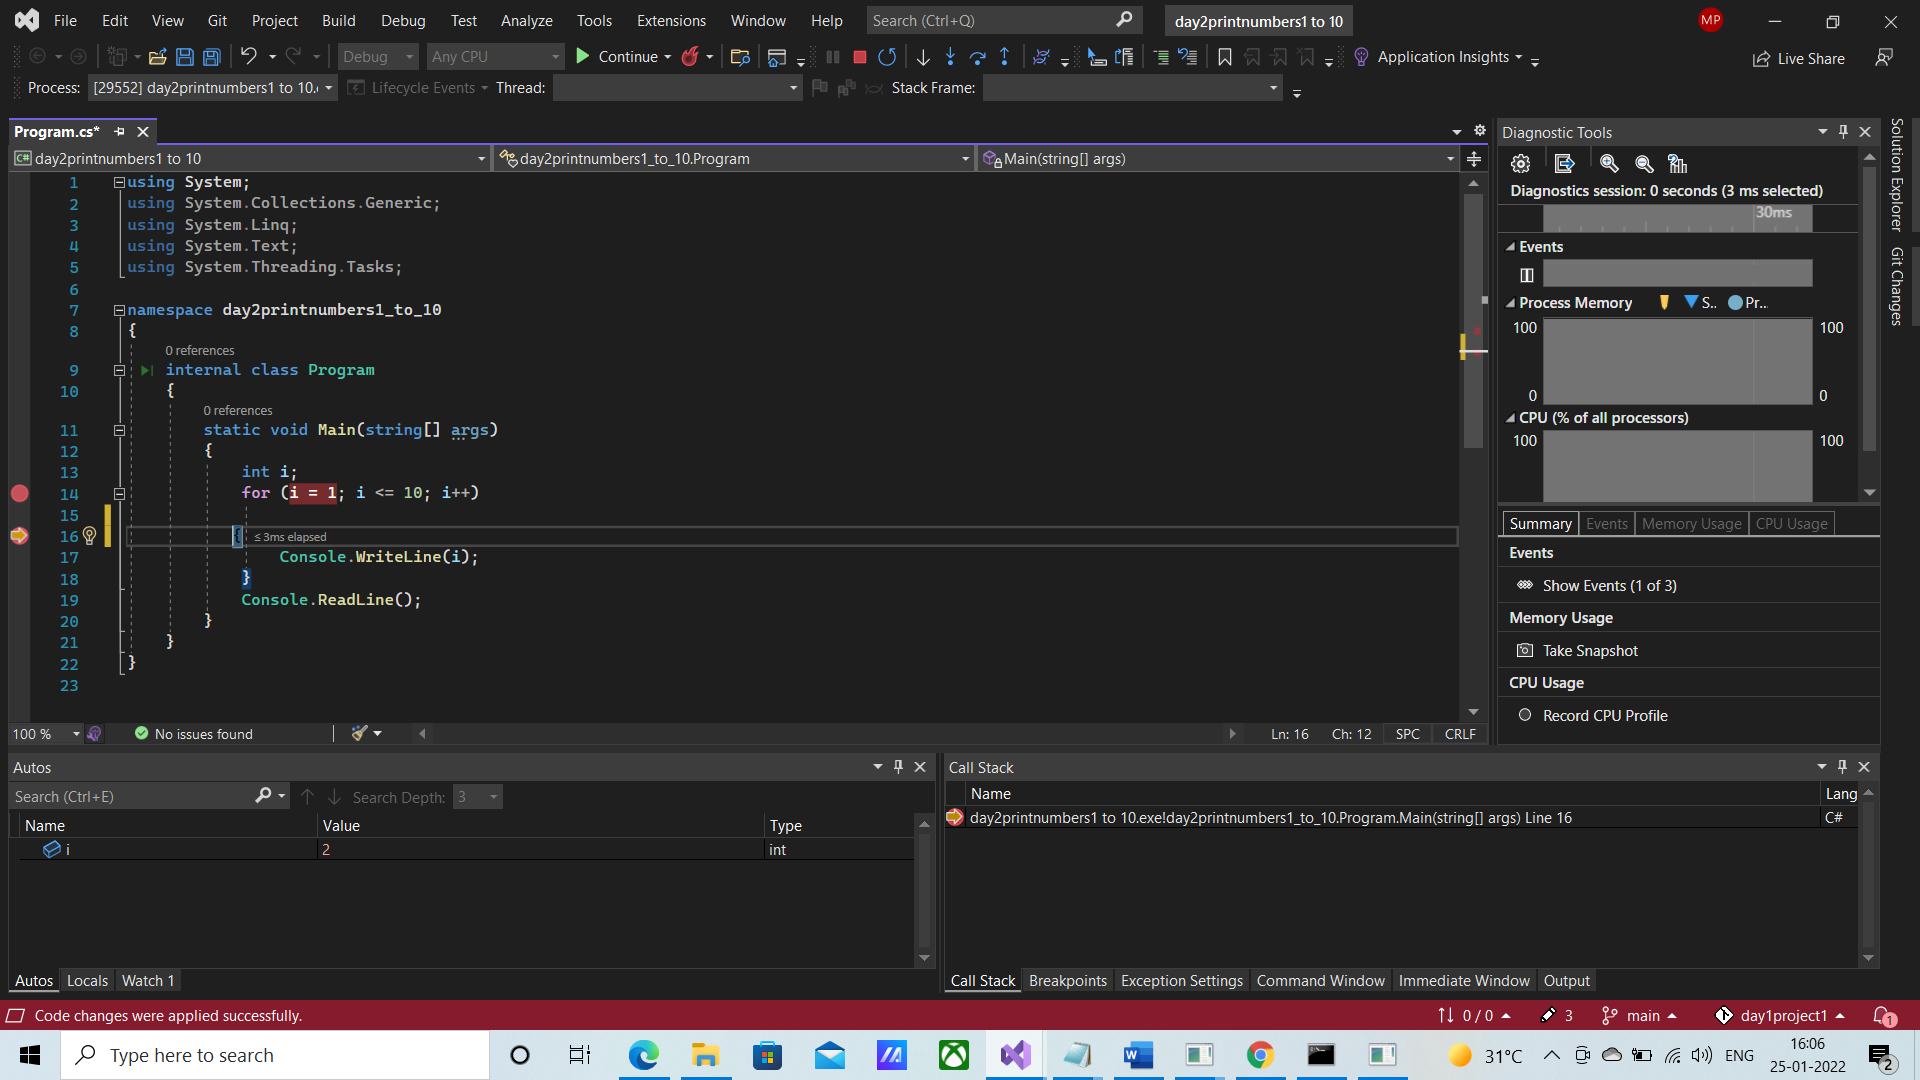 File Edit View Git Project Build Debug Test Analyze Tools Extensions Window Help Search (Ctrl+Q) day2printnumbers1 to 10 MP
Debug Any CPU Continue Application Insights Live Share
Process: [29552] day2printnumbers1 to 10. Lifecycle Events Thread: Stack Frame:
Program.cs*
C# day2printnumbers1 to 10 day2printnumbers1_to_10.Program Main(string[] args)
1 using System;
2 using System.Collections.Generic;
3 using System.Linq;
4 using System.Text;
5 using System.Threading.Tasks;
6
7 namespace day2printnumbers1_to_10
8 {
0 references
9 internal class Program
10 {
0 references
11 static void Main(string[] args)
12 {
13 int i;
14 for (i = 1; i <= 10; i++)
15
16 { ≤ 3ms elapsed
17 Console.WriteLine(i);
18 }
19 Console.ReadLine();
20 }
21 }
22 }
23
100 % No issues found Ln: 16 Ch: 12 SPC CRLF
Diagnostic Tools
Diagnostics session: 0 seconds (3 ms selected)
30ms
Events
Process Memory S.. Pr...
100 100
0 0
CPU (% of all processors)
100 100
Summary Events Memory Usage CPU Usage
Events
Show Events (1 of 3)
Memory Usage
Take Snapshot
CPU Usage
Record CPU Profile
Solution Explorer
Git Changes
Autos
Search (Ctrl+E) Search Depth: 3
Name Value Type
i 2 int
Autos Locals Watch 1
Call Stack
Name Lang
day2printnumbers1 to 10.exe!day2printnumbers1_to_10.Program.Main(string[] args) Line 16 C#
Call Stack Breakpoints Exception Settings Command Window Immediate Window Output
Code changes were applied successfully. 0 / 0 3 main day1project1 1
Type here to search 31°C ENG 16:06
25-01-2022 2